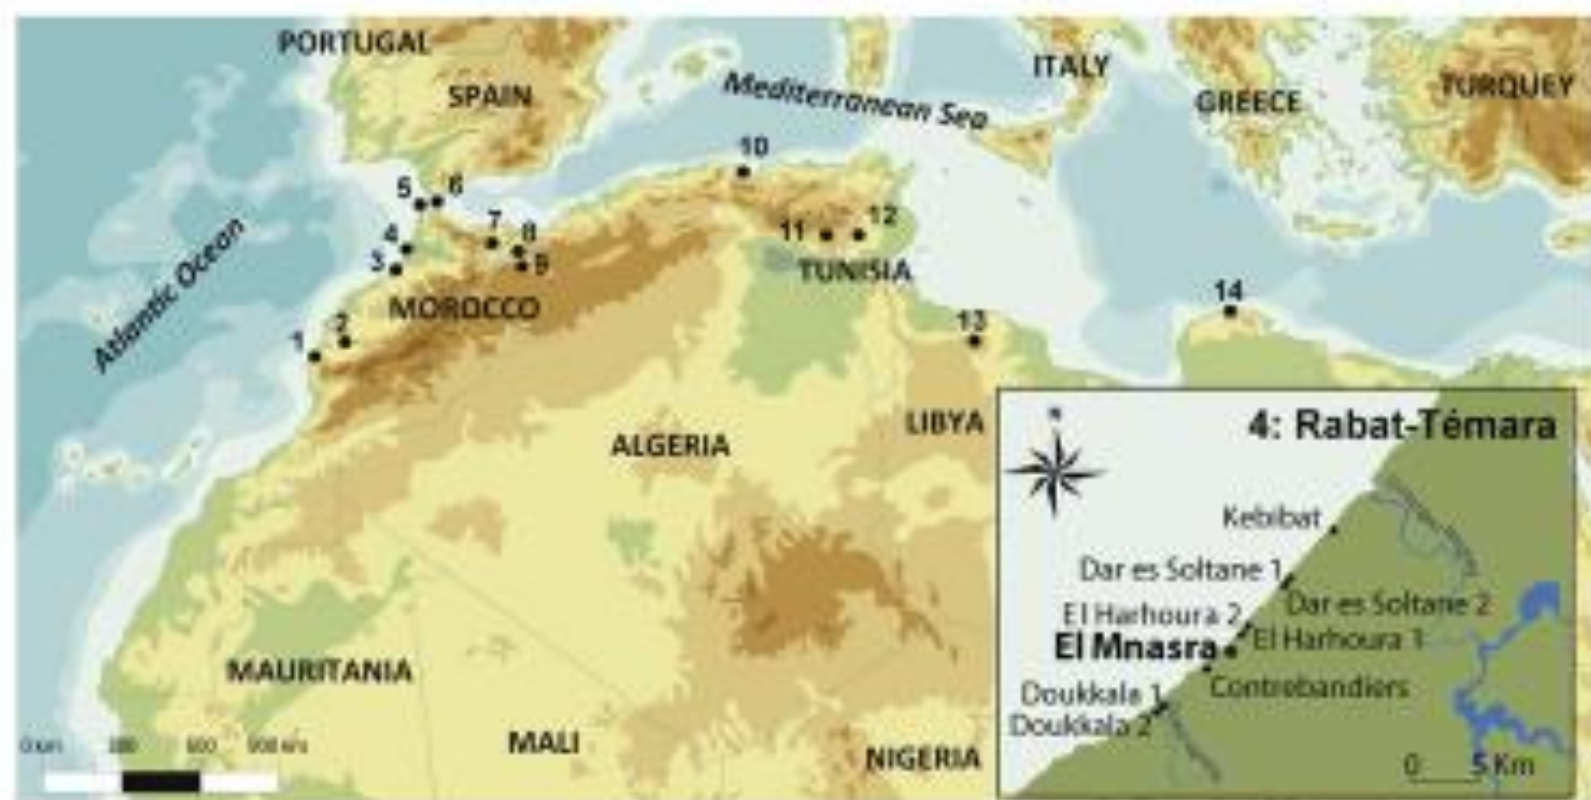 PORTUGAL
SPAIN
ITALY
GREECE
TURQUEY
Mediterranean Sea
Atlantic Ocean
10
5
6
7
8
9
4
3
11
12
TUNISIA
MOROCCO
2
1
14
13
LIBYA
ALGERIA
MAURITANIA
MALI
NIGERIA
0 km
N
4: Rabat-Témara
Kebibat
Dar es Soltane 1
Dar es Soltane 2
El Harhoura 2
El Harhoura 1
El Mnasra
Contrebandiers
Doukkala 1
Doukkala 2
0 5 Km